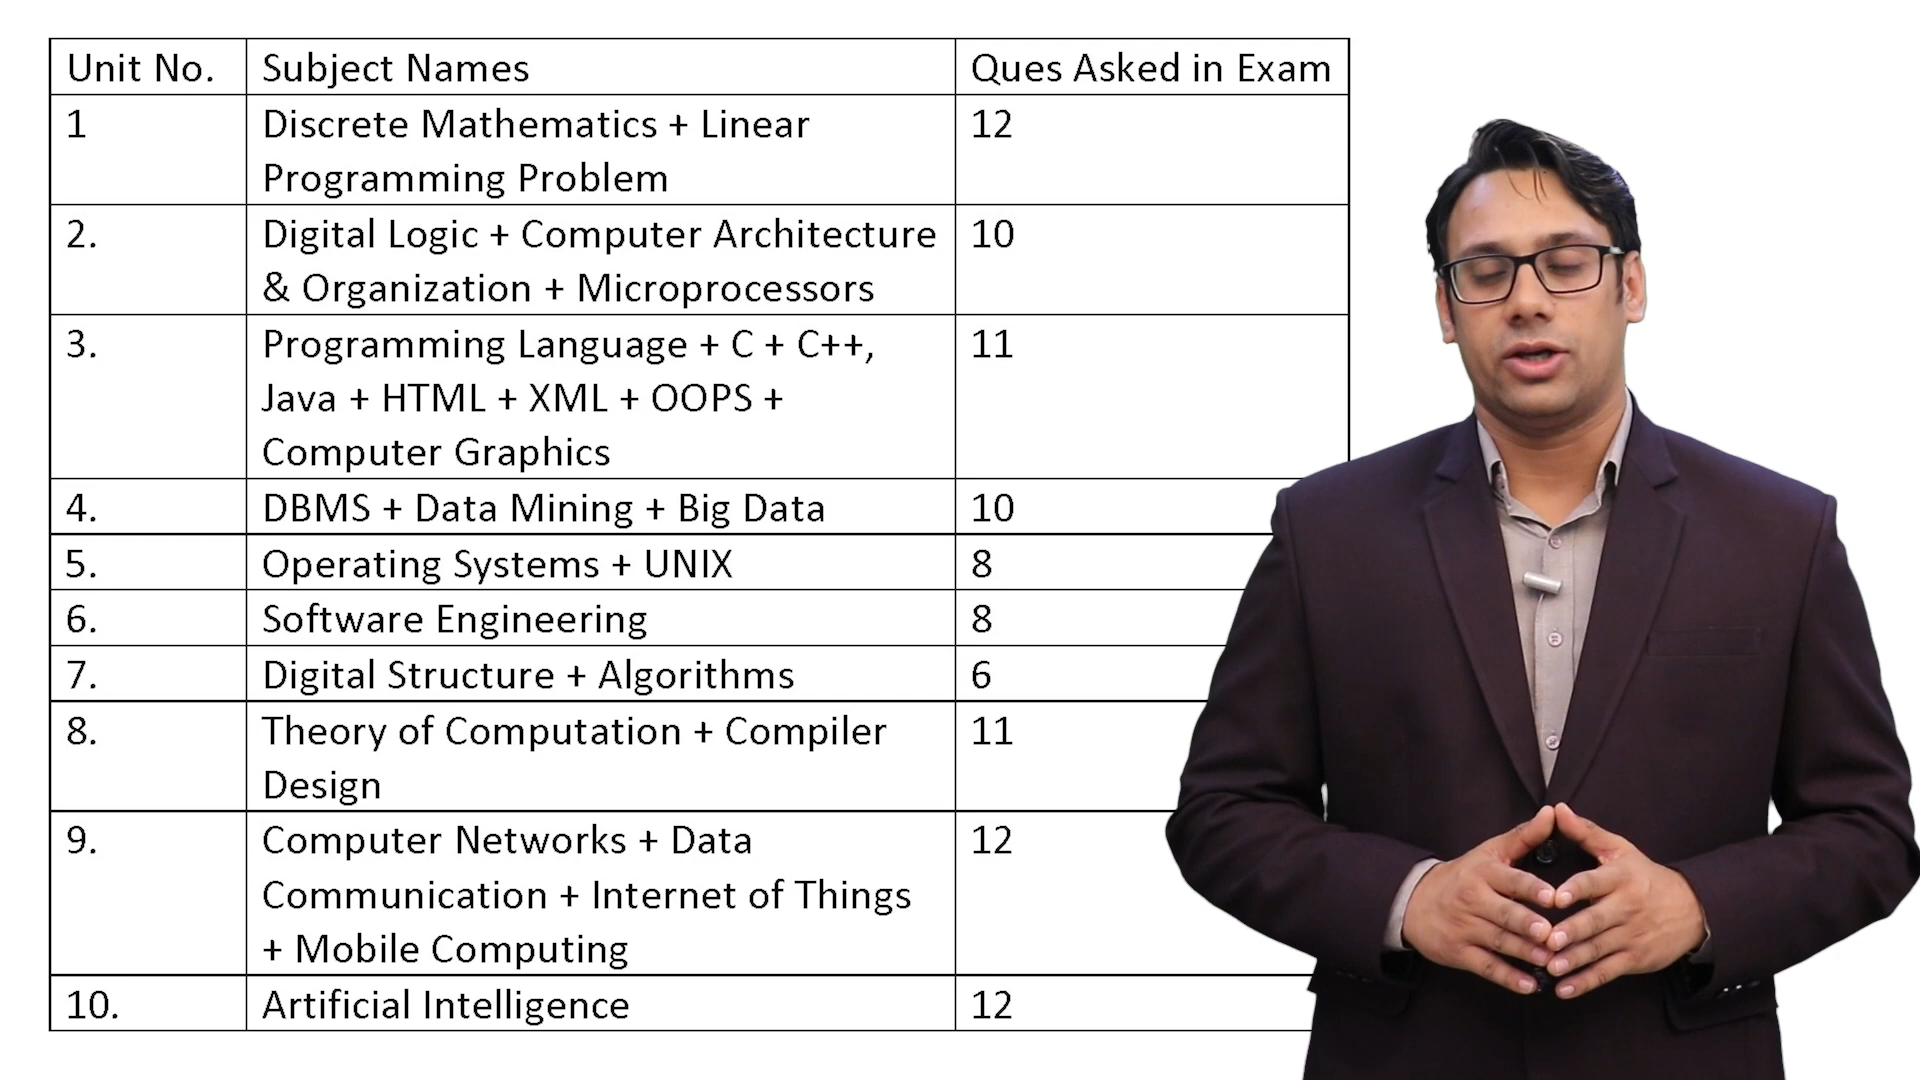 Unit No. Subject Names Ques Asked in Exam
1 Discrete Mathematics + Linear 12
Programming Problem
2. Digital Logic + Computer Architecture 10
& Organization + Microprocessors
3. Programming Language + C + C++, 11
Java + HTML + XML + OOPS +
Computer Graphics
4. DBMS + Data Mining + Big Data 10
5. Operating Systems + UNIX 8
6. Software Engineering 8
7. Digital Structure + Algorithms 6
8. Theory of Computation + Compiler 11
Design
9. Computer Networks + Data 12
Communication + Internet of Things
+ Mobile Computing
10. Artificial Intelligence 12